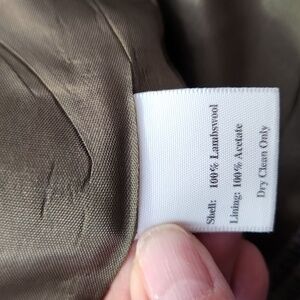 Shell: 100% Lambswool
Lining: 100% Acetate
Dry Clean Only